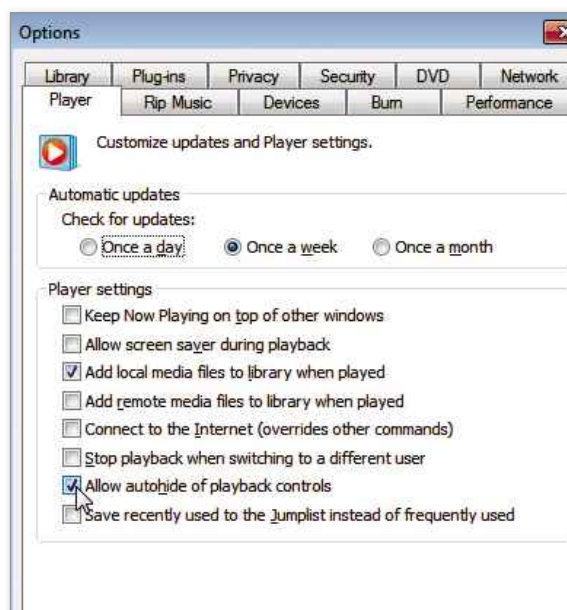 Options
Library Plug-ins Privacy Security DVD Network
Player Rip Music Devices Burn Performance
Customize updates and Player settings.
Automatic updates
Check for updates:
Once a day Once a week Once a month
Player settings
Keep Now Playing on top of other windows
Allow screen saver during playback
Add local media files to library when played
Add remote media files to library when played
Connect to the Internet (overrides other commands)
Stop playback when switching to a different user
Allow autohide of playback controls
Save recently used to the Jumplist instead of frequently used